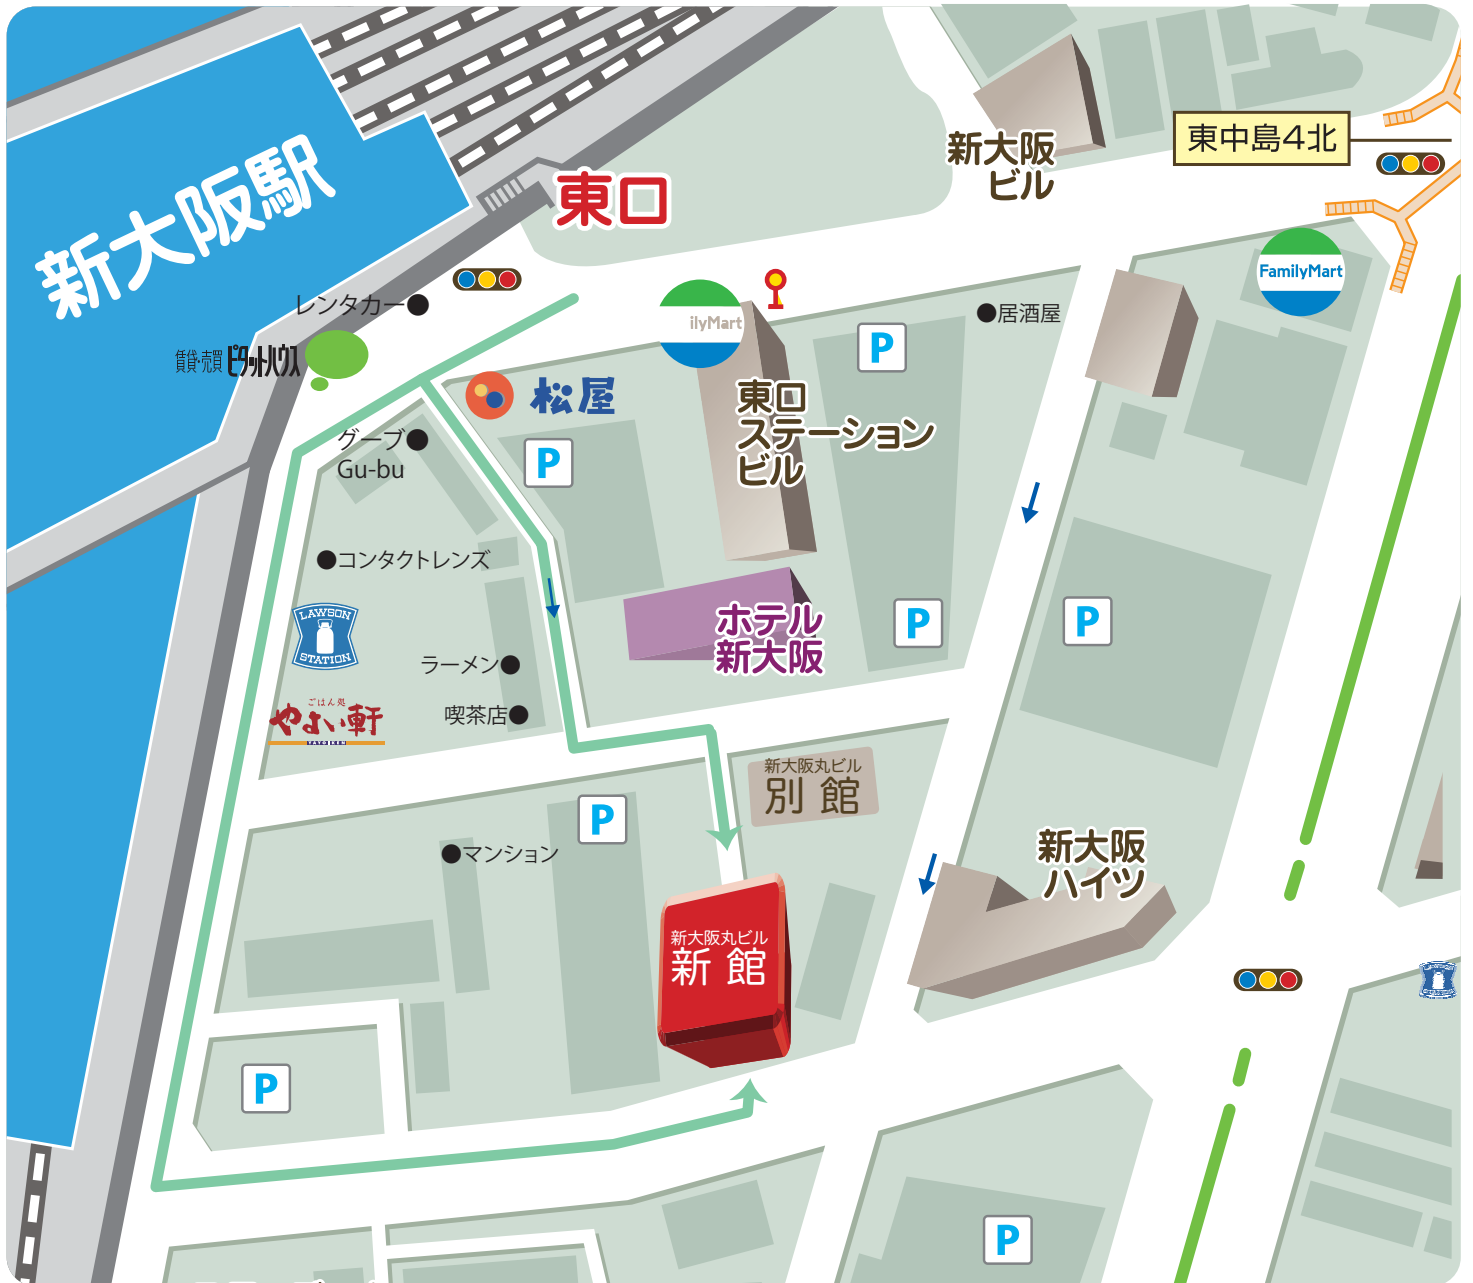 新大阪駅
東口
新大阪
ビル
東中島4北
FamilyMart
レンタカー
賃貸・売買 ピタットハウス
ilyMart
居酒屋
P
松屋
東口
ステーション
ビル
グーブ
Gu-bu
P
コンタクトレンズ
LAWSON
STATION
ホテル
新大阪
P
P
ラーメン
ごはん処
やよい軒
YAYOIKEN
喫茶店
新大阪丸ビル
別館
P
マンション
新大阪
ハイツ
新大阪丸ビル
新館
P
P